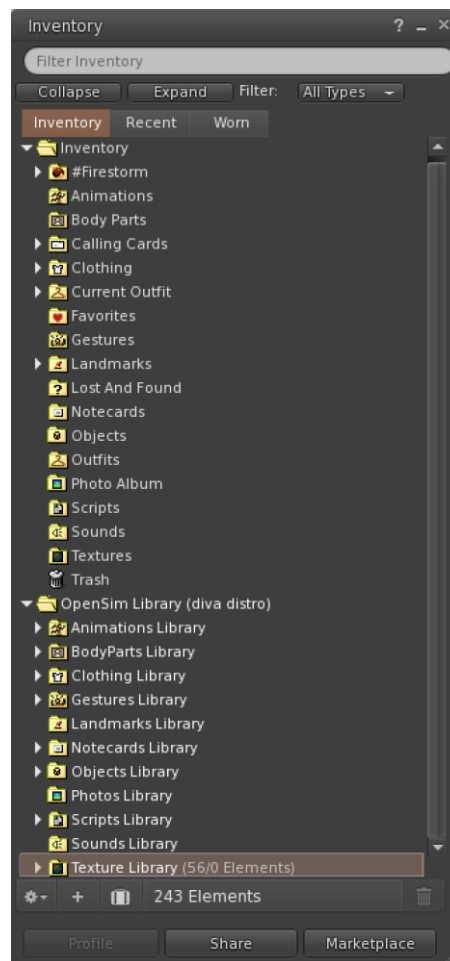 Inventory ? _ ×
Filter Inventory
Collapse Expand Filter: All Types
Inventory Recent Worn
Inventory
#Firestorm
Animations
Body Parts
Calling Cards
Clothing
Current Outfit
Favorites
Gestures
Landmarks
Lost And Found
Notecards
Objects
Outfits
Photo Album
Scripts
Sounds
Textures
Trash
OpenSim Library (diva distro)
Animations Library
BodyParts Library
Clothing Library
Gestures Library
Landmarks Library
Notecards Library
Objects Library
Photos Library
Scripts Library
Sounds Library
Texture Library (56/0 Elements)
+ 243 Elements
Profile Share Marketplace